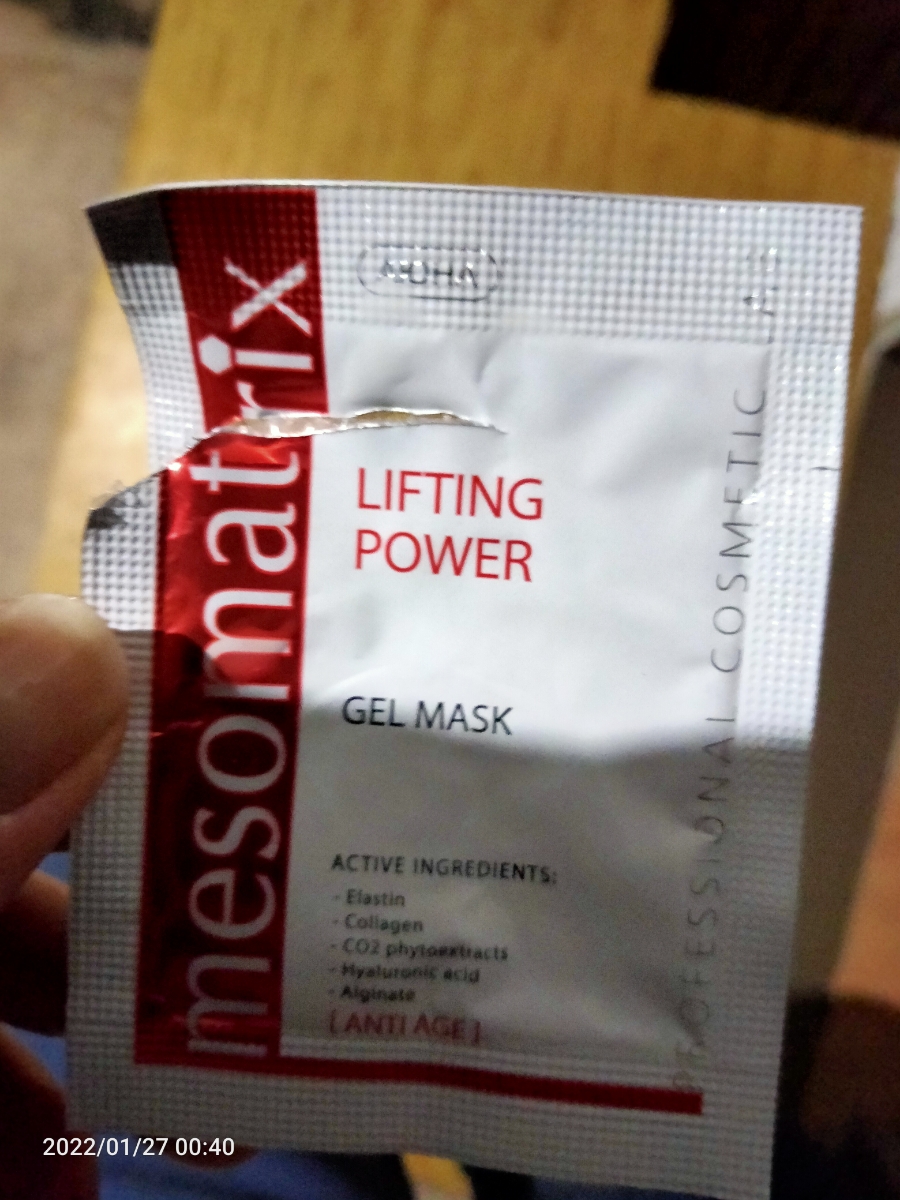 mesomatrix
LIFTING
POWER
GEL MASK
ACTIVE INGREDIENTS:
- Elastin
- Collagen
- CO2 phytoextracts
- Hyaluronic acid
- Alginate
[ ANTI AGE ]
PROFESSIONAL COSMETIC
2022/01/27 00:40